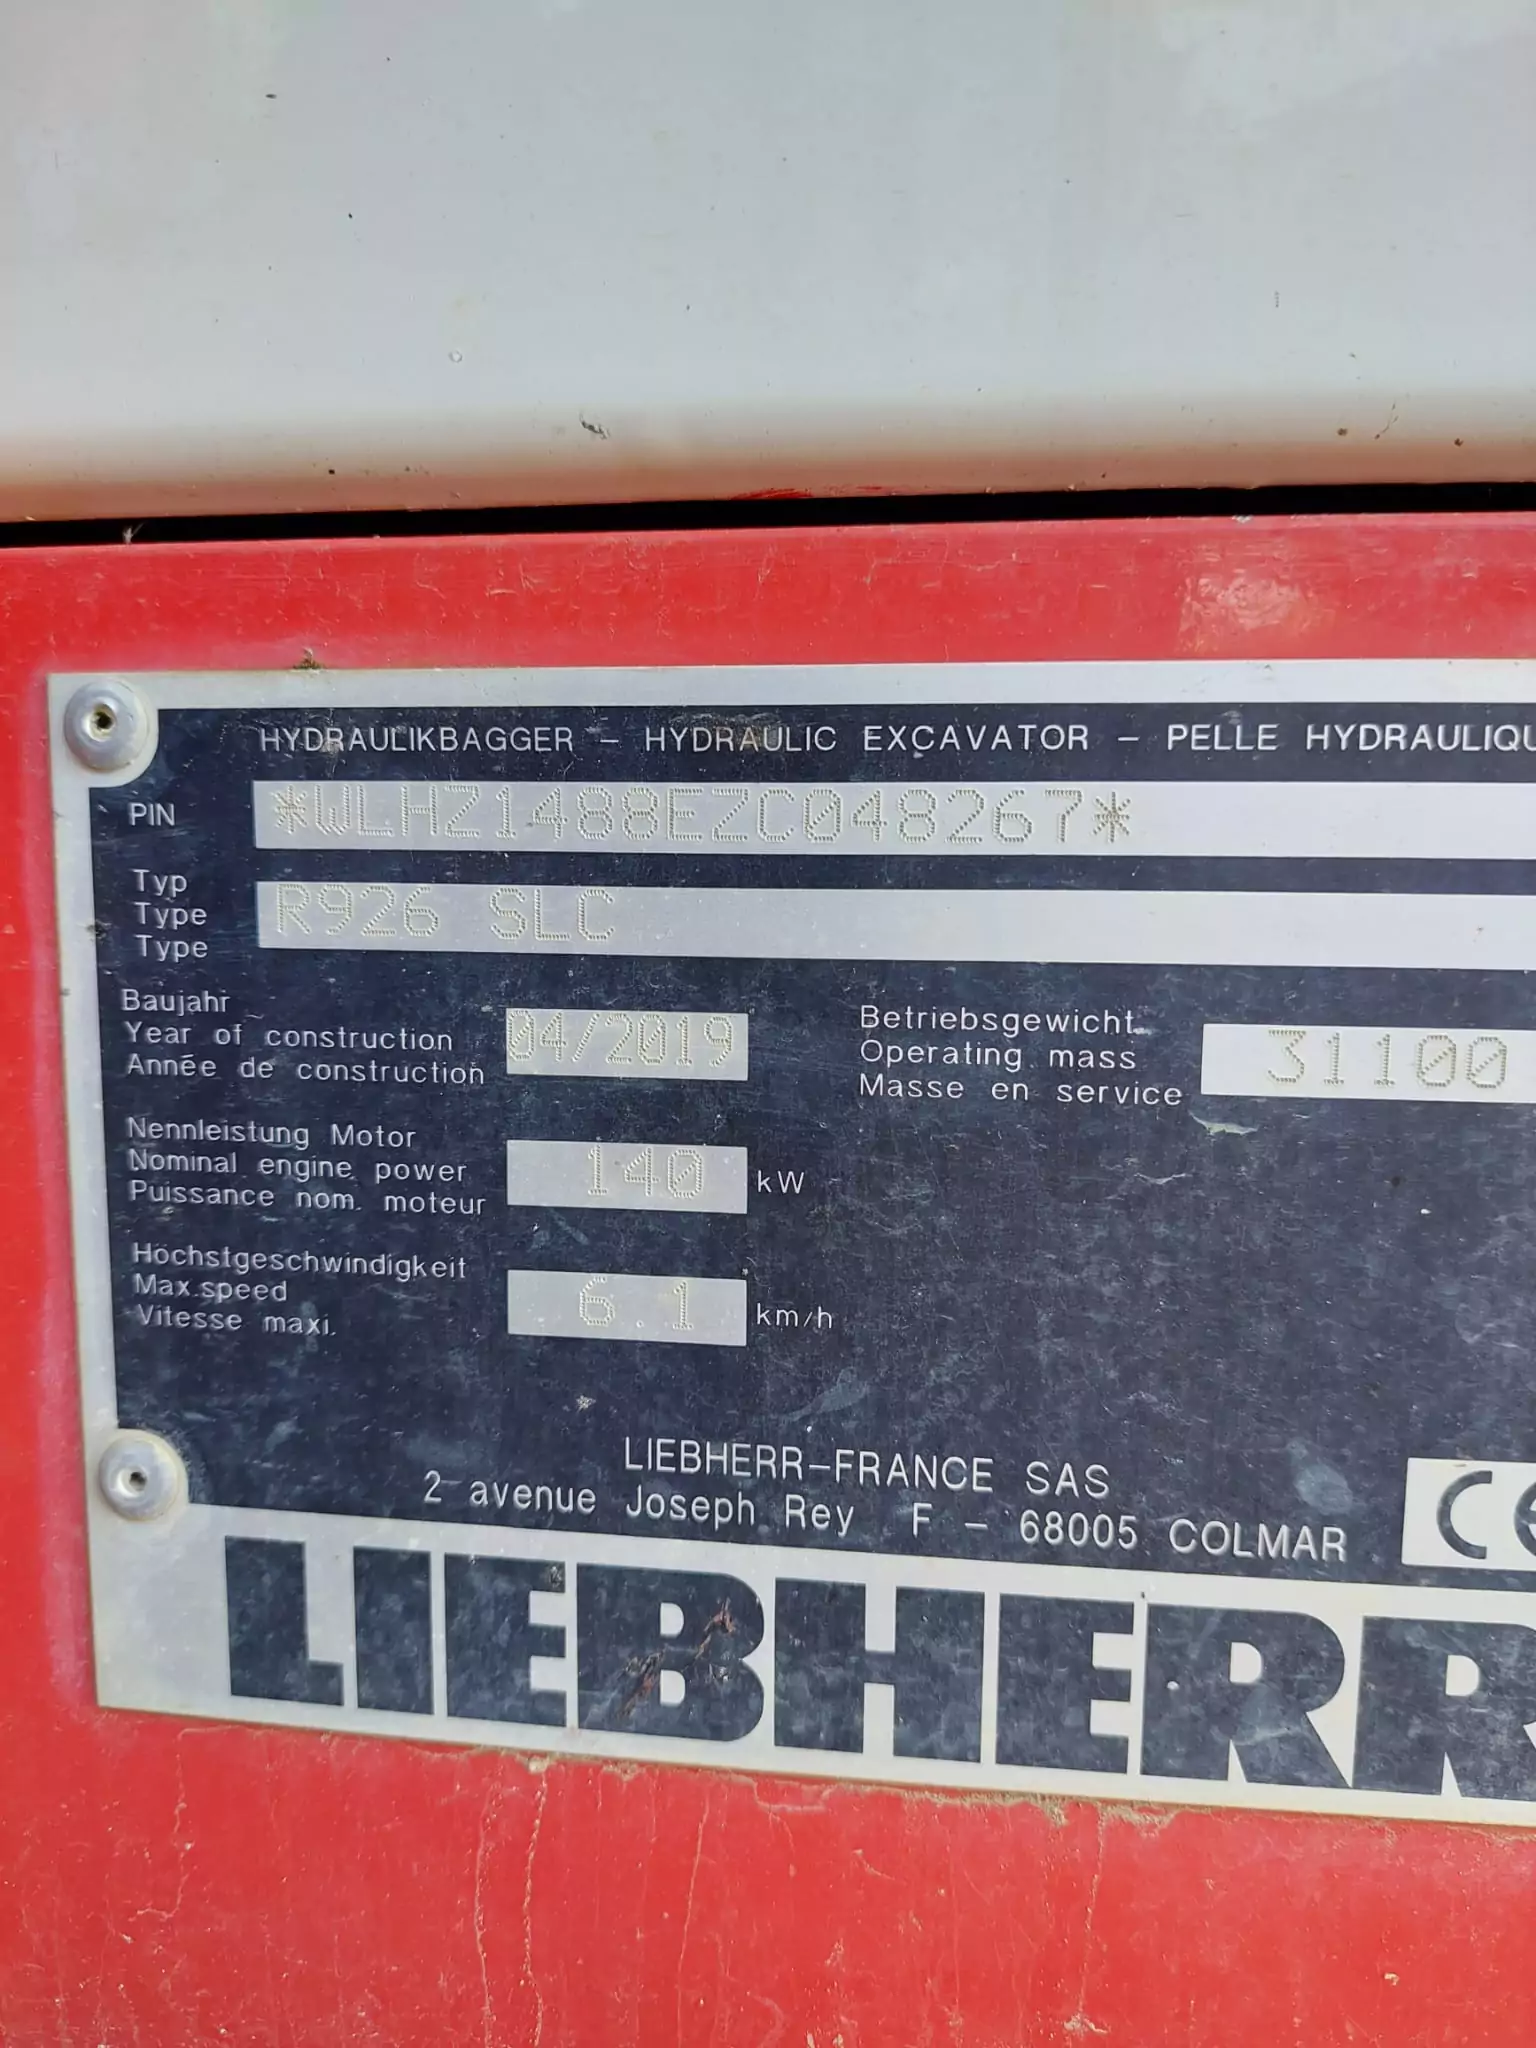 HYDRAULIKBAGGER – HYDRAULIC EXCAVATOR – PELLE HYDRAULIQU
PIN *WLHZ1488EZC048267*
Typ
Type
Type
R926 SLC
Baujahr
Year of construction
Année de construction
04/2019
Betriebsgewicht
Operating mass
Masse en service
31100
Nennleistung Motor
Nominal engine power
Puissance nom. moteur
140 kW
Höchstgeschwindigkeit
Max.speed
Vitesse maxi.
6.1 km/h
LIEBHERR–FRANCE SAS
2 avenue Joseph Rey F – 68005 COLMAR
CE
LIEBHERR